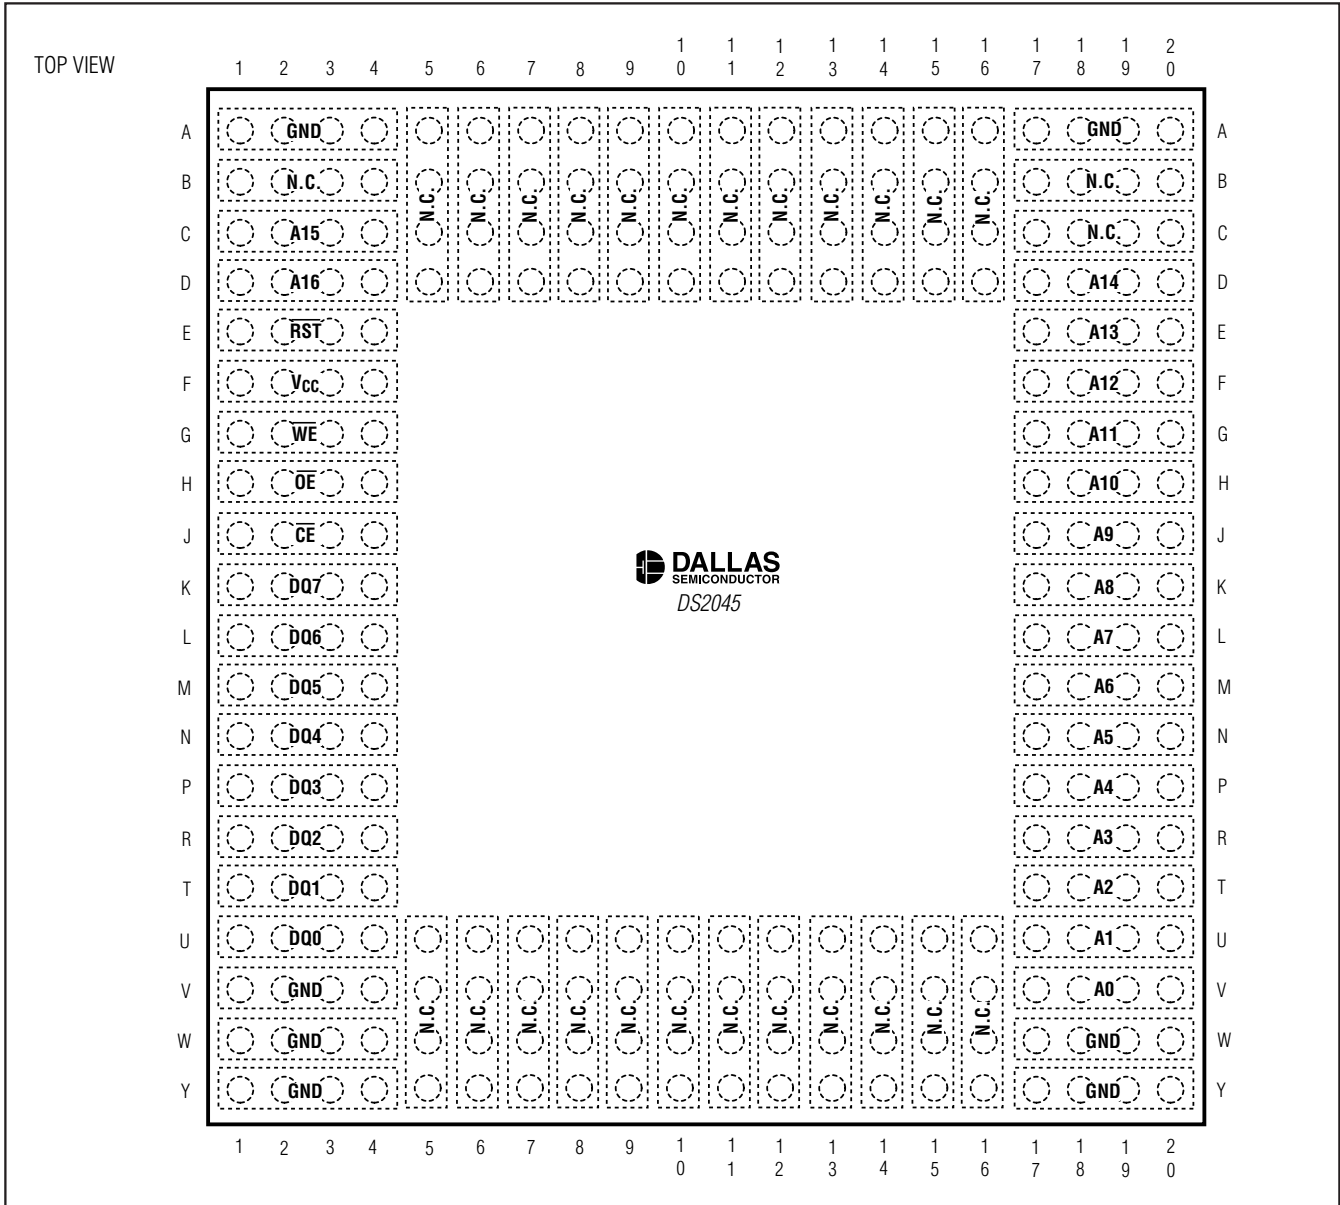 TOP VIEW
1 2 3 4 5 6 7 8 9 10 11 12 13 14 15 16 17 18 19 20
A GND GND A
B N.C. N.C. B
N.C. N.C. N.C. N.C. N.C. N.C. N.C. N.C. N.C. N.C. N.C. N.C.
C A15 N.C. C
D A16 A14 D
E RST A13 E
F VCC A12 F
G WE A11 G
H OE A10 H
J CE A9 J
DALLAS
SEMICONDUCTOR
K DQ7 A8 K
DS2045
L DQ6 A7 L
M DQ5 A6 M
N DQ4 A5 N
P DQ3 A4 P
R DQ2 A3 R
T DQ1 A2 T
U DQ0 A1 U
V GND A0 V
N.C. N.C. N.C. N.C. N.C. N.C. N.C. N.C. N.C. N.C. N.C. N.C.
W GND GND W
Y GND GND Y
1 2 3 4 5 6 7 8 9 10 11 12 13 14 15 16 17 18 19 20